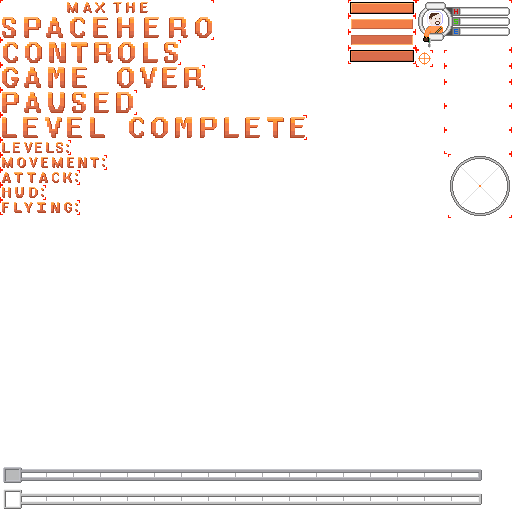 MAX THE
SPACEHERO
CONTROLS
GAME OVER
PAUSED
LEVEL COMPLETE
LEVELS:
MOVEMENT:
ATTACK:
HUD:
FLYING:
H